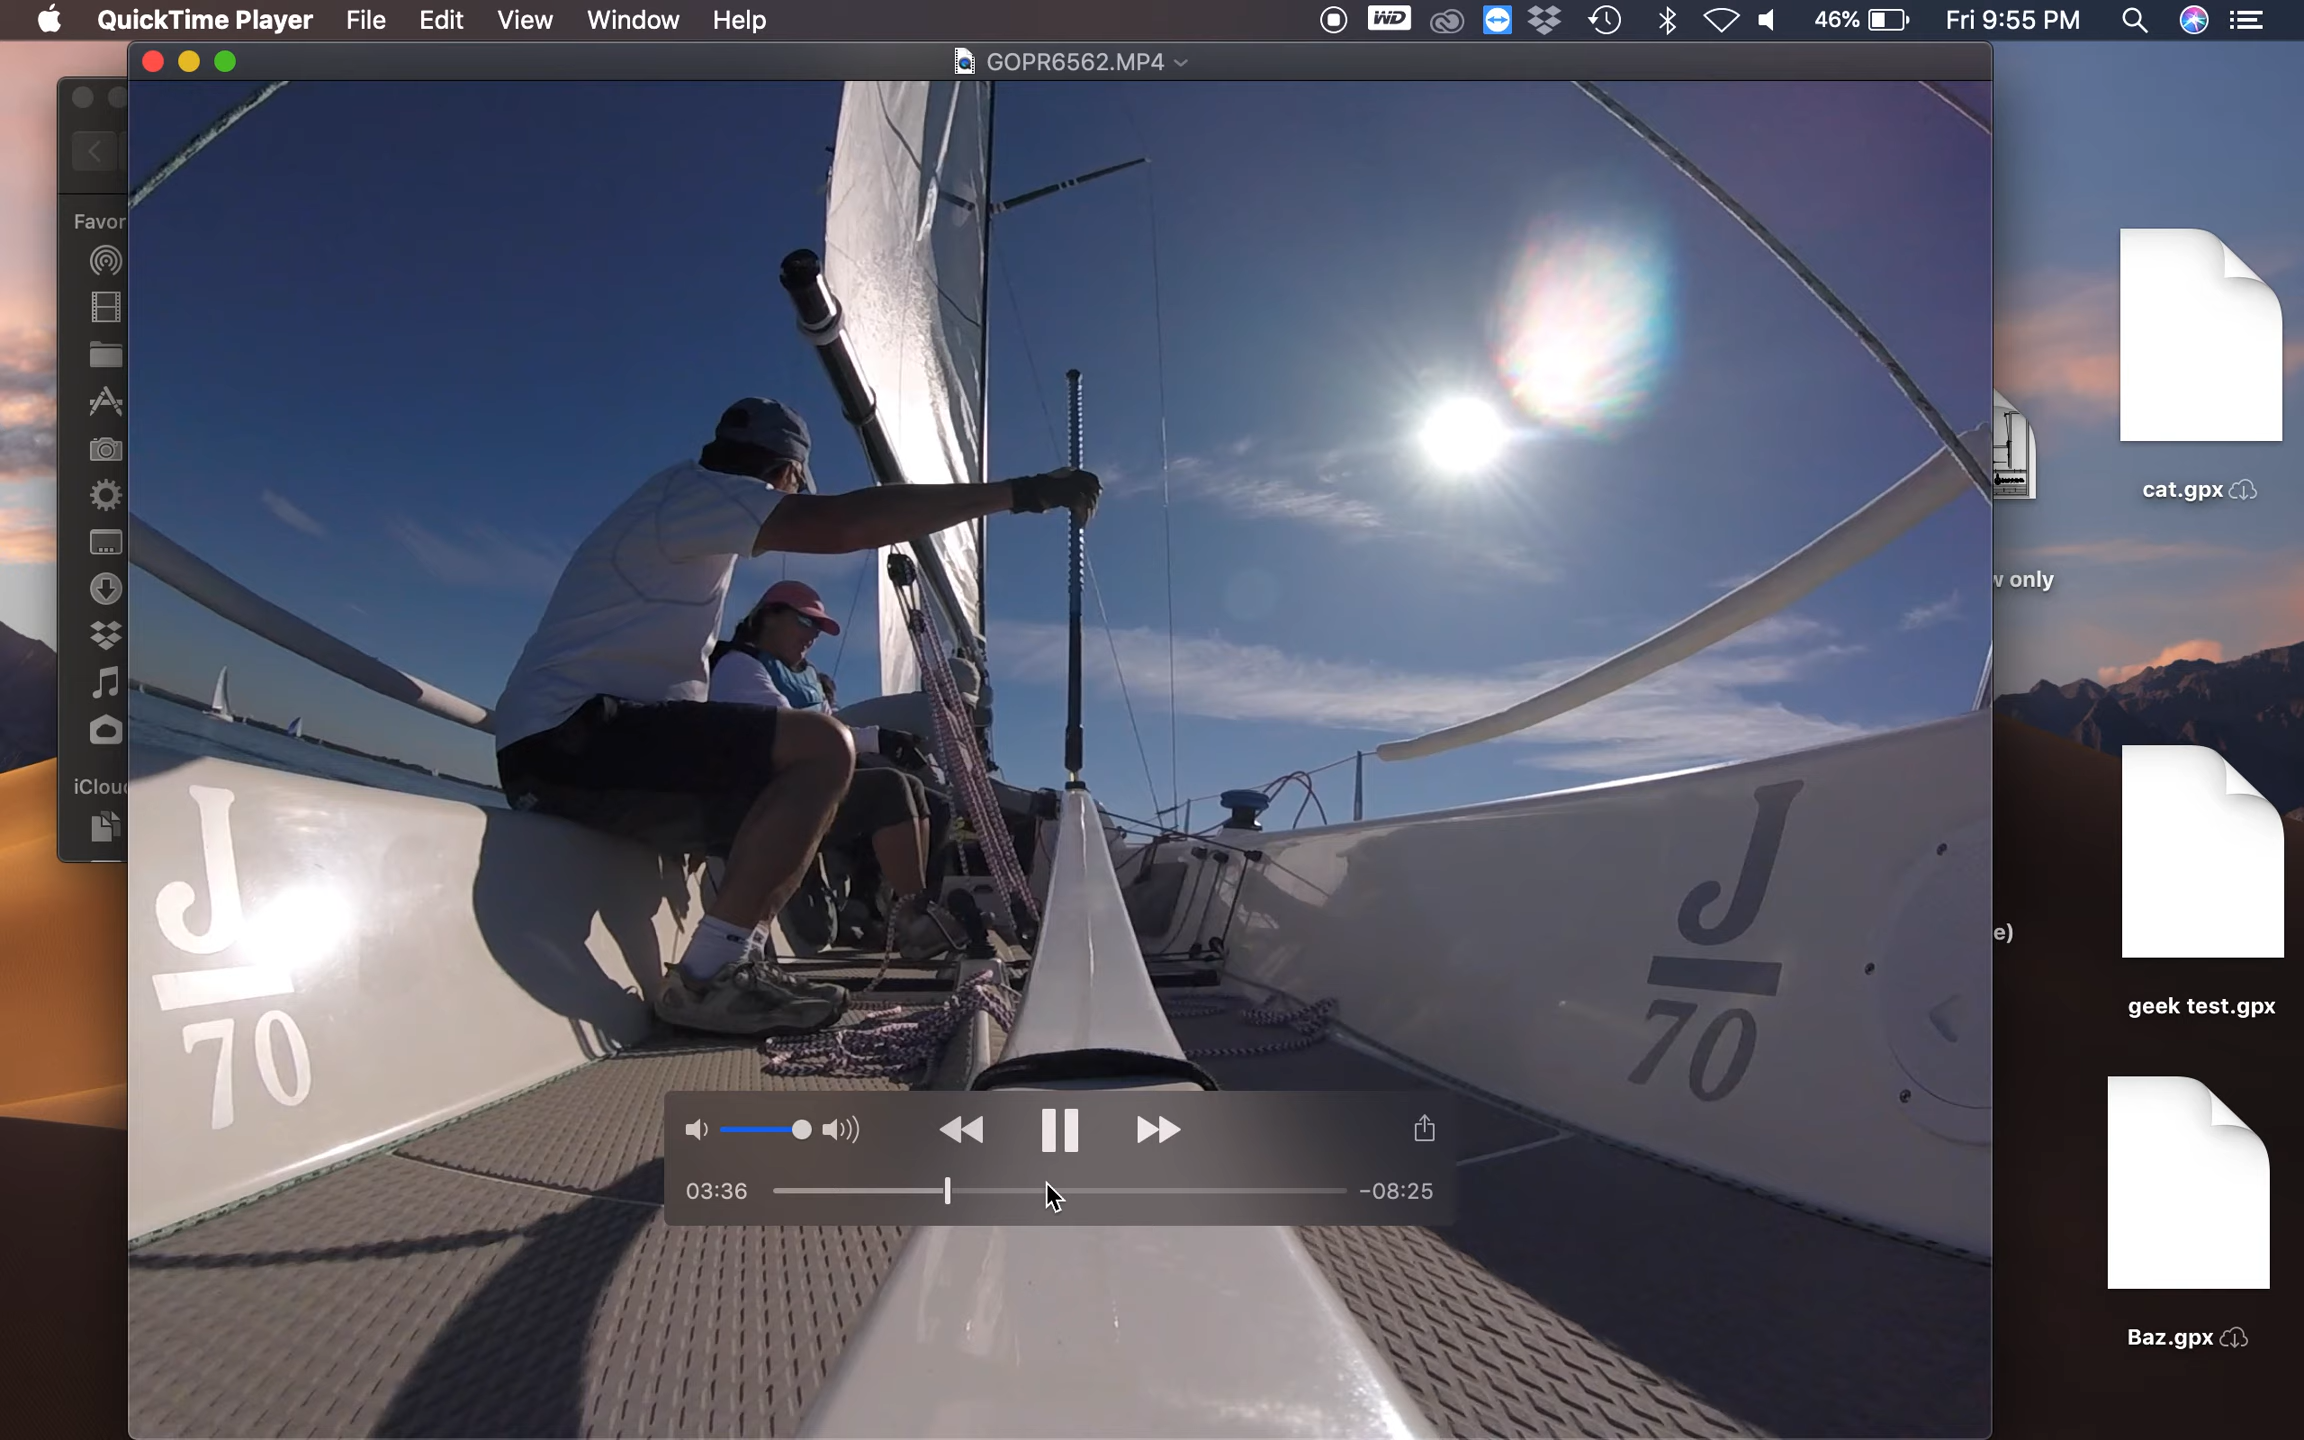 QuickTime Player File Edit View Window Help
WD
46%
Fri 9:55 PM
GOPR6562.MP4
Favor
iClou
J
70
J
70
03:36
-08:25
cat.gpx
only
e)
geek test.gpx
Baz.gpx